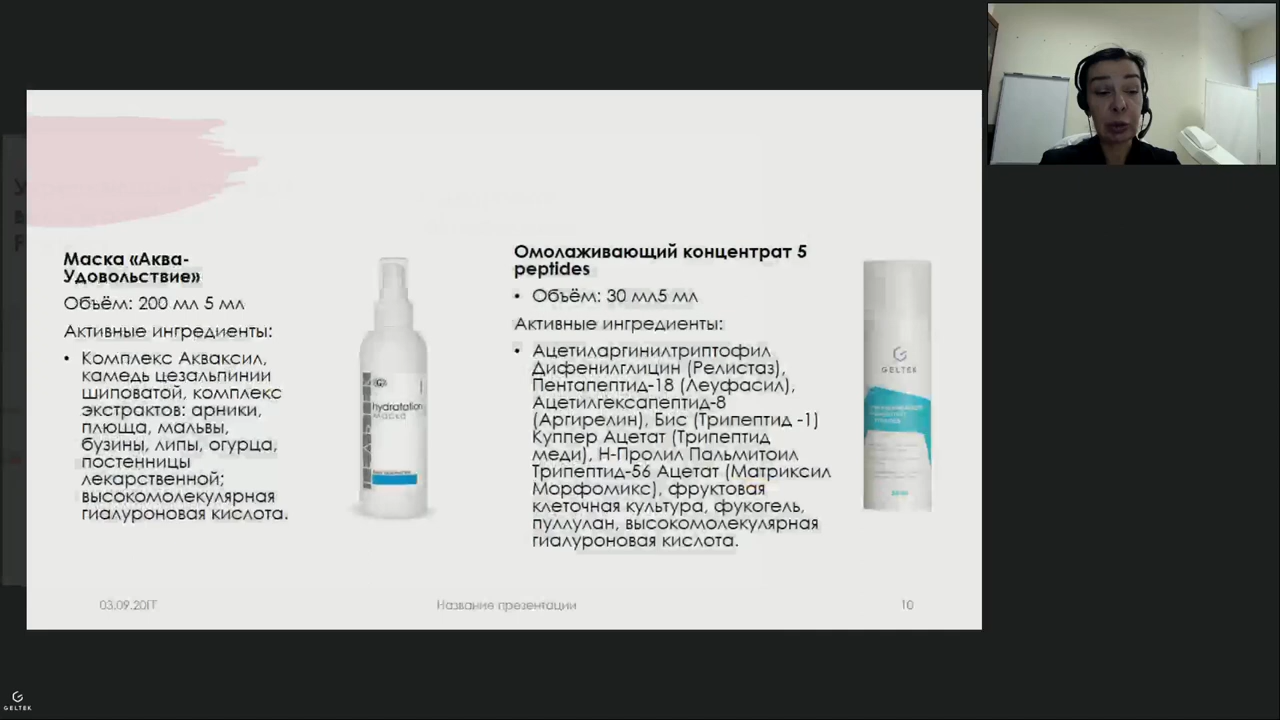 Маска «Аква-
Удовольствие»
Объём: 200 мл 5 мл
Активные ингредиенты:
• Комплекс Акваксил,
камедь цезальпинии
шиповатой, комплекс
экстрактов: арники,
плюща, мальвы,
бузины, липы, огурца,
постенницы
лекарственной;
высокомолекулярная
гиалуроновая кислота.
hydratation
маска
Омолаживающий концентрат 5
peptides
• Объём: 30 мл5 мл
Активные ингредиенты:
• Ацетиларгинилтриптофил
Дифенилглицин (Релистаз),
Пентапептид-18 (Леуфасил),
Ацетилгексапептид-8
(Аргирелин), Бис (Трипептид -1)
Куппер Ацетат (Трипептид
меди), Н-Пролил Пальмитоил
Трипептид-56 Ацетат (Матриксил
Морфомикс), фруктовая
клеточная культура, фукогель,
пуллулан, высокомолекулярная
гиалуроновая кислота.
GELTEK
03.09.20ГГ
Название презентации
10
GELTEK